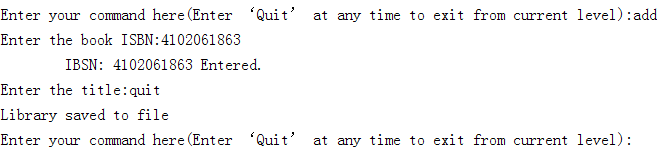 Enter your command here(Enter ‘Quit’ at any time to exit from current level):add
Enter the book ISBN:4102061863
IBSN: 4102061863 Entered.
Enter the title:quit
Library saved to file
Enter your command here(Enter ‘Quit’ at any time to exit from current level):